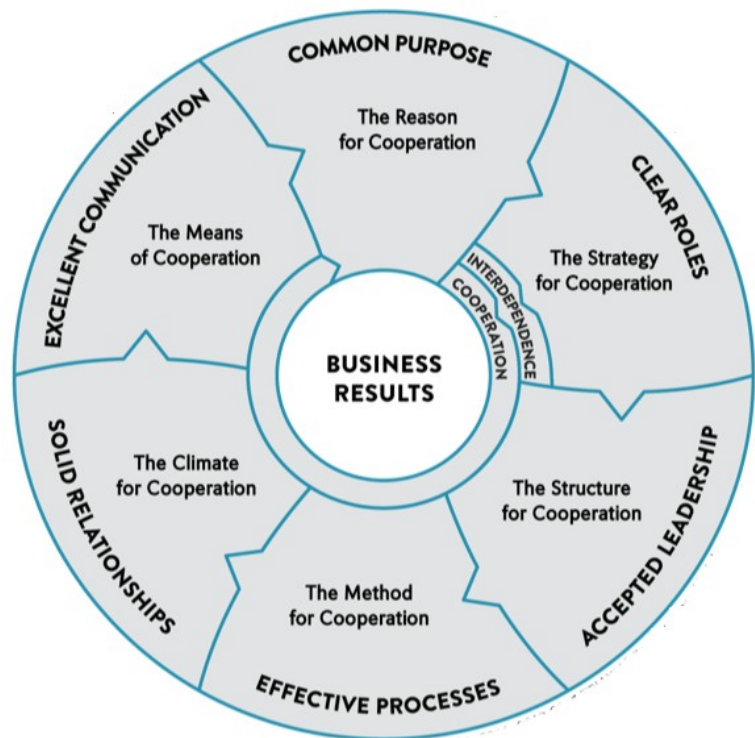 COMMON PURPOSE
The Reason
for Cooperation
CLEAR ROLES
The Strategy
for Cooperation
ACCEPTED LEADERSHIP
The Structure
for Cooperation
EFFECTIVE PROCESSES
The Method
for Cooperation
SOLID RELATIONSHIPS
The Climate
for Cooperation
EXCELLENT COMMUNICATION
The Means
of Cooperation
INTERDEPENDENCE
COOPERATION
BUSINESS
RESULTS